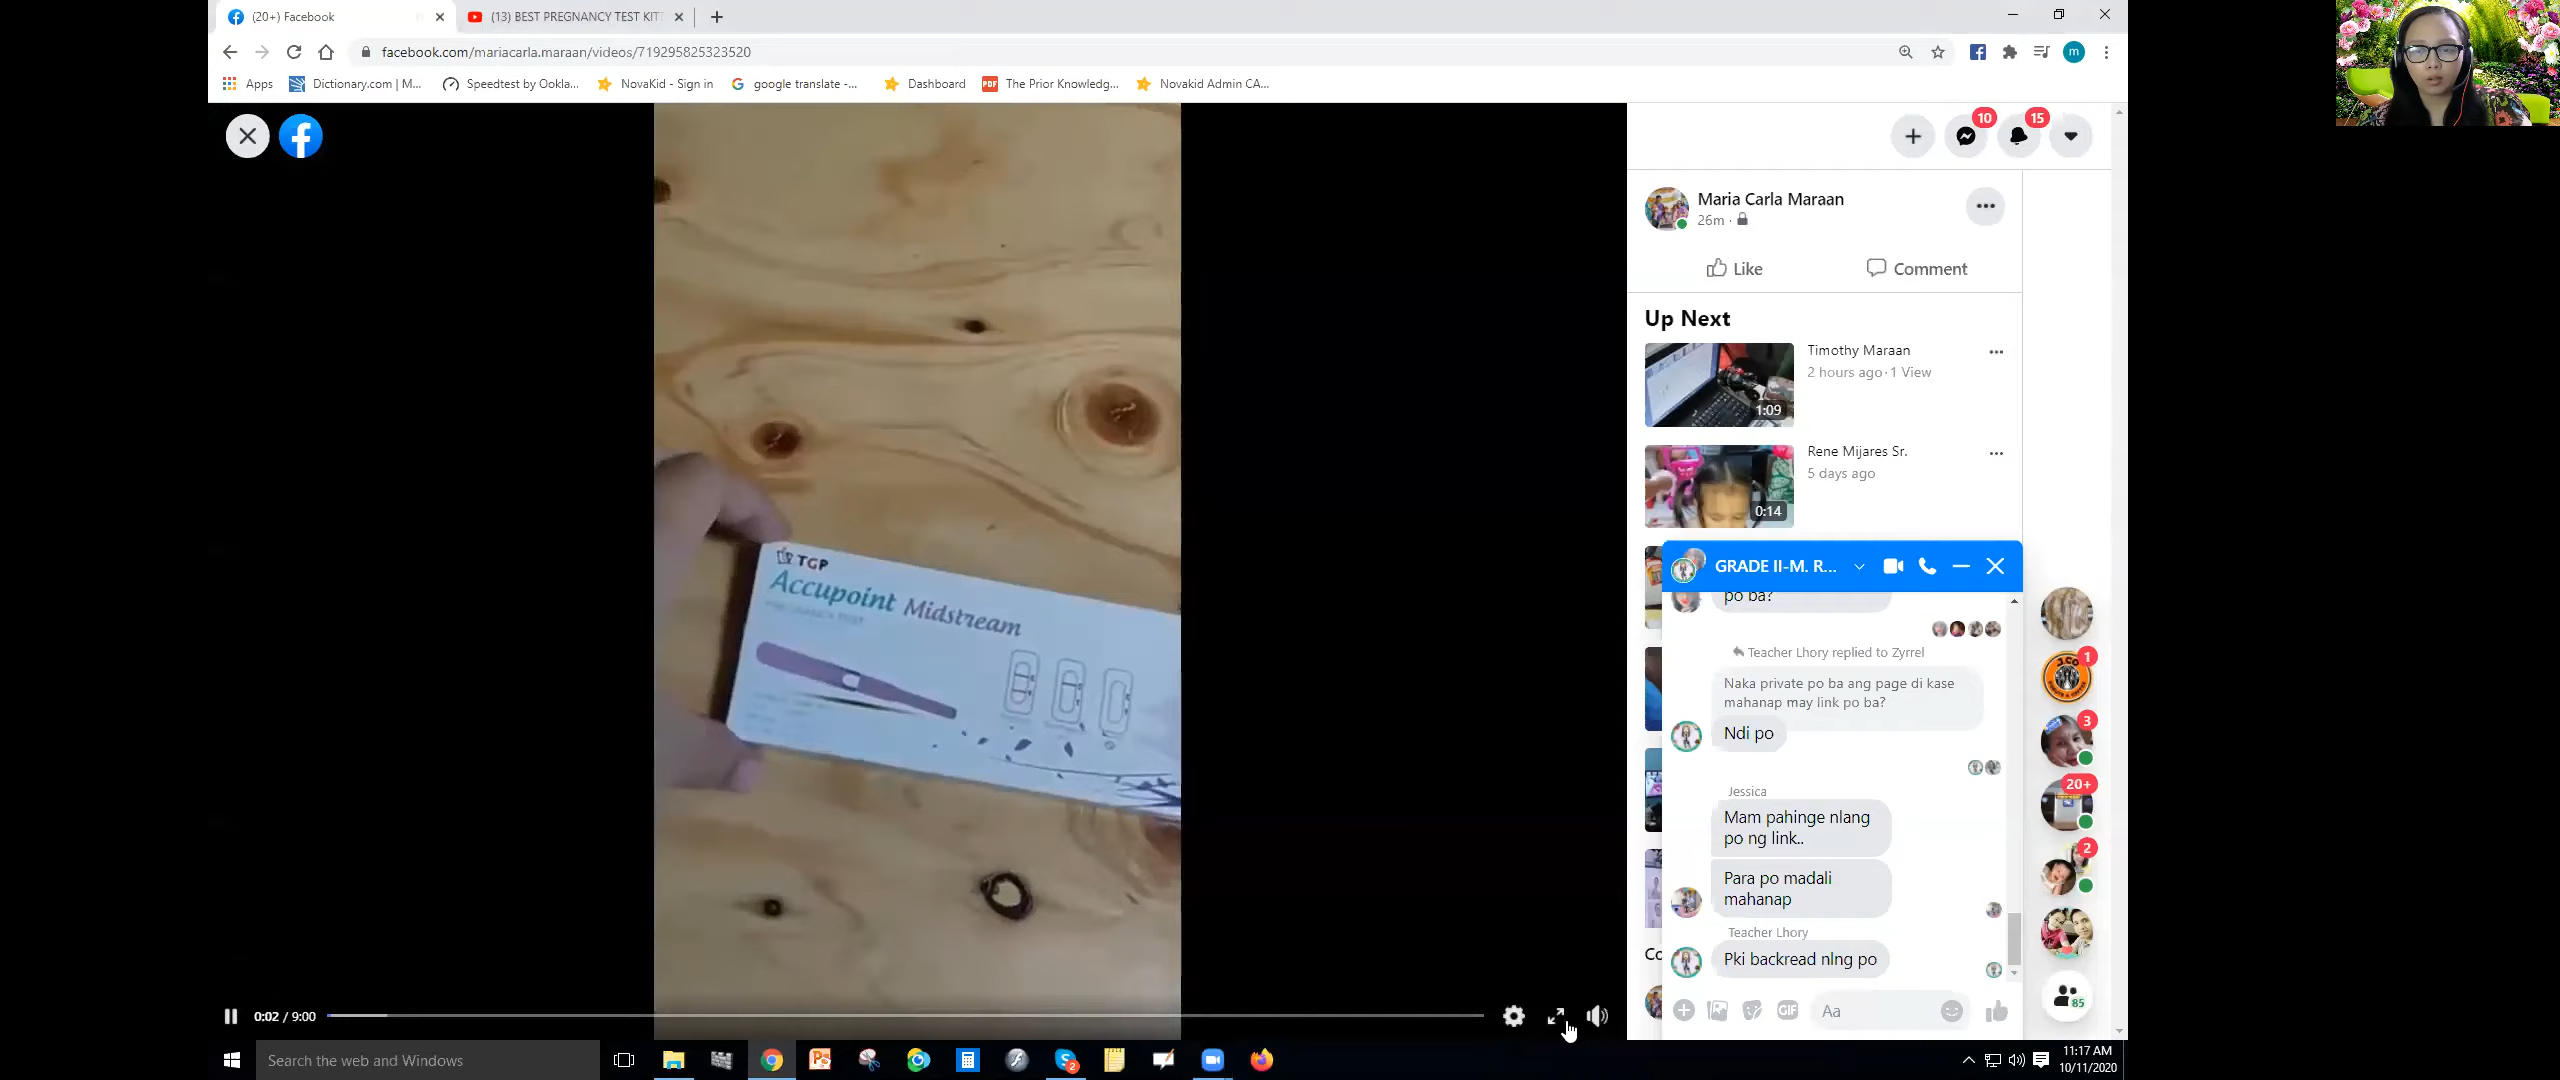 (20+) Facebook
(13) BEST PREGNANCY TEST KIT
facebook.com/mariacarla.maraan/videos/719295825323520
Apps
Dictionary.com | M...
Speedtest by Ookla...
NovaKid - Sign in
google translate -...
Dashboard
The Prior Knowledg...
Novakid Admin CA...
10
15
Maria Carla Maraan
26m
Like
Comment
Up Next
Timothy Maraan
2 hours ago · 1 View
1:09
Rene Mijares Sr.
5 days ago
0:14
TGP
Accupoint Midstream
PREGNANCY TEST
GRADE II-M. R...
po ba?
Teacher Lhory replied to Zyrrel
Naka private po ba ang page di kase
mahanap may link po ba?
Ndi po
Jessica
Mam pahinge nlang
po ng link..
Para po madali
mahanap
Teacher Lhory
Pki backread nlng po
GIF
Aa
J.CO
1
3
20+
2
85
Co
0:02 / 9:00
Search the web and Windows
2
11:17 AM
10/11/2020